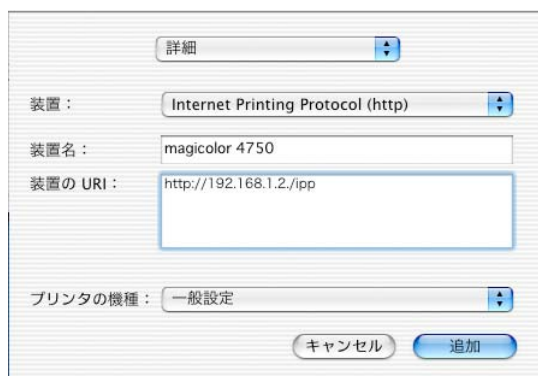 詳細
装置： Internet Printing Protocol (http)
装置名： magicolor 4750
装置の URI： http://192.168.1.2./ipp
プリンタの機種： 一般設定
キャンセル 追加